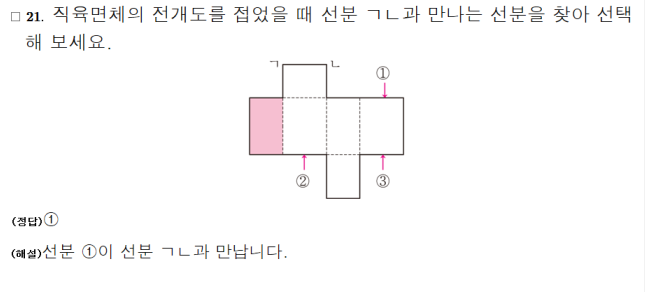 □ 21. 직육면체의 전개도를 접었을 때 선분 ㄱㄴ과 만나는 선분을 찾아 선택
해 보세요.
ㄱ ㄴ
①
② ③
(정답)①
(해설)선분 ①이 선분 ㄱㄴ과 만납니다.